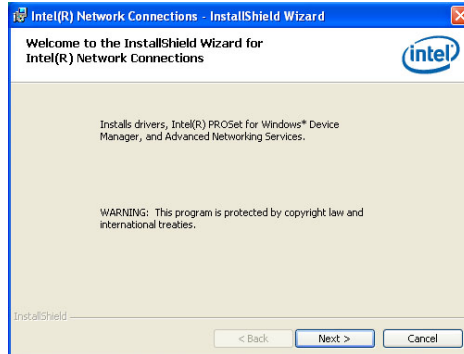 Intel(R) Network Connections - InstallShield Wizard
Welcome to the InstallShield Wizard for
Intel(R) Network Connections
intel
Installs drivers, Intel(R) PROSet for Windows* Device
Manager, and Advanced Networking Services.
WARNING: This program is protected by copyright law and
international treaties.
InstallShield
< Back
Next >
Cancel